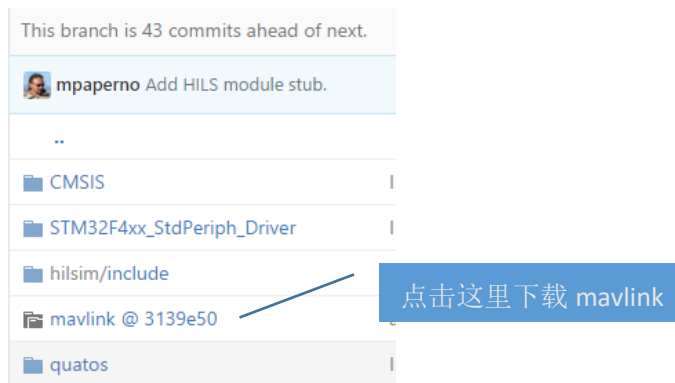 This branch is 43 commits ahead of next.
mpaperno Add HILS module stub.
..
CMSIS
STM32F4xx_StdPeriph_Driver
hilsim/include
点击这里下载 mavlink
mavlink @ 3139e50
quatos